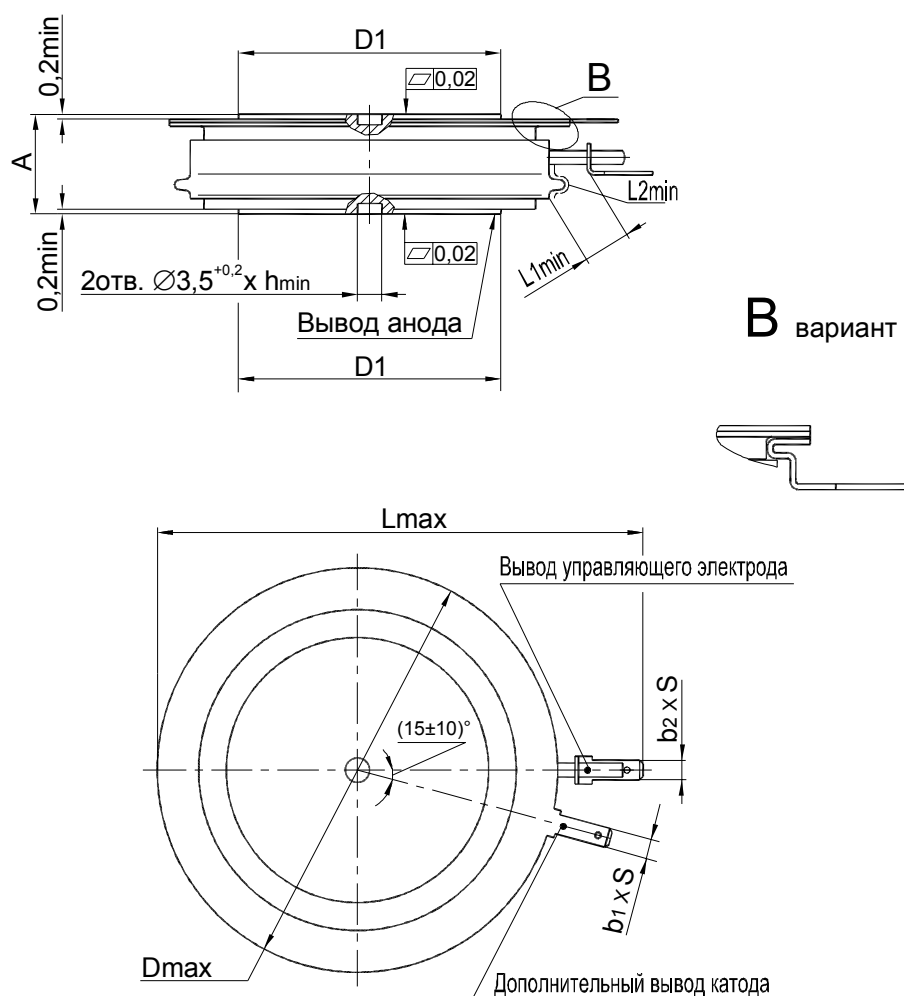 D1
0,2min
0,02
B
A
L2min
0,02
L1min
0,2min
2отв. ∅3,5+0,2 x hmin
Вывод анода
B вариант
D1
Lmax
Вывод управляющего электрода
b2 x S
(15±10)°
b1 x S
Dmax
Дополнительный вывод катода